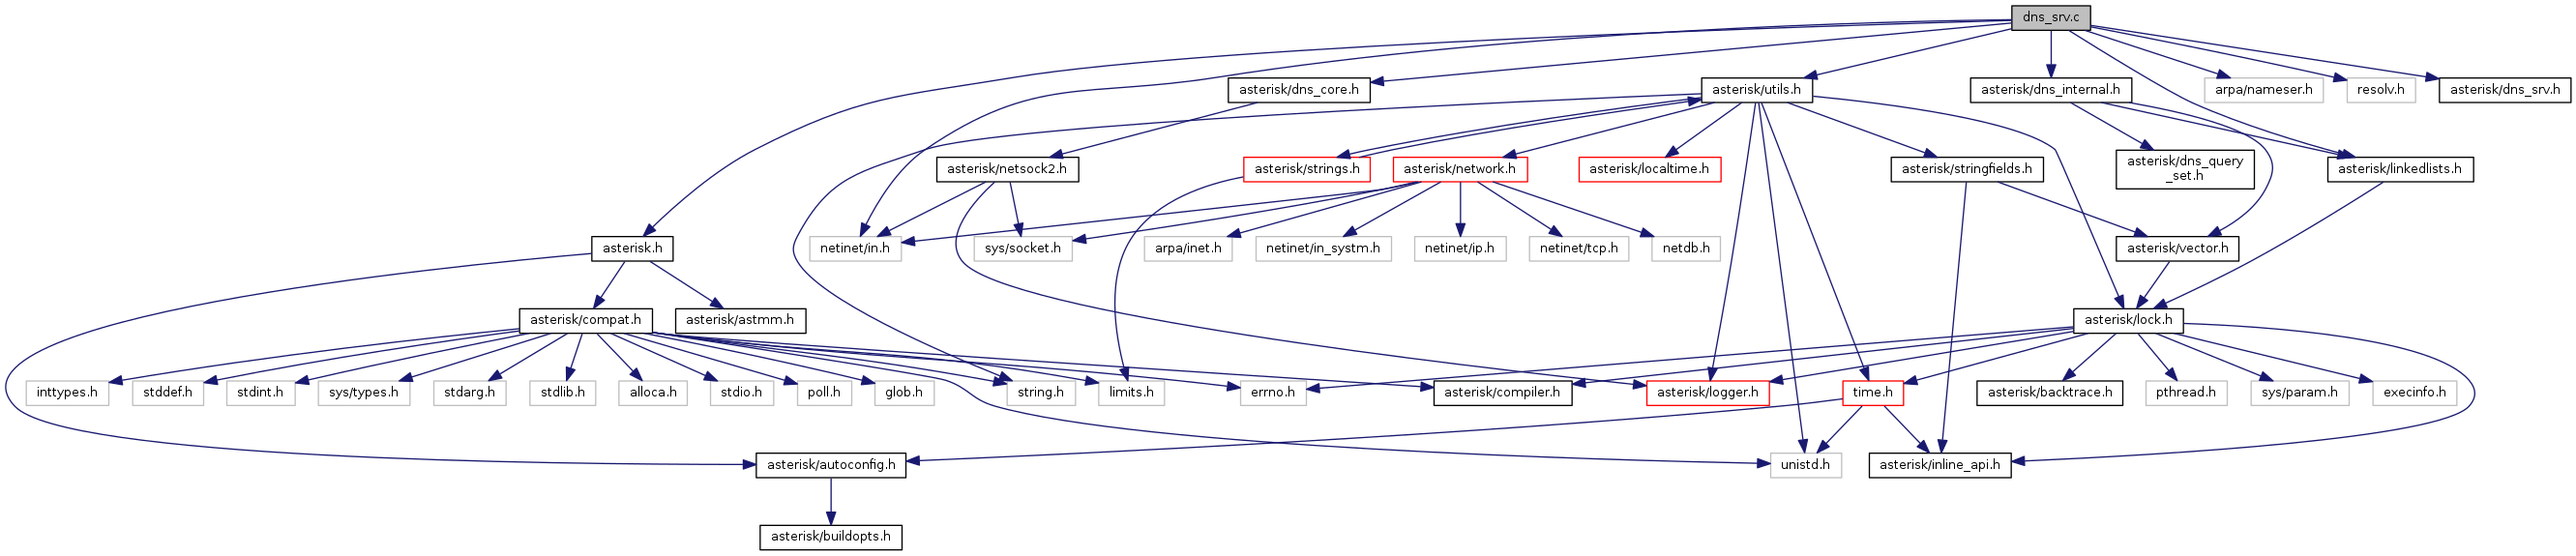 dns_srv.c
asterisk/dns_core.h
asterisk/utils.h
asterisk/dns_internal.h
arpa/nameser.h
resolv.h
asterisk/dns_srv.h
asterisk/netsock2.h
asterisk/strings.h
asterisk/network.h
asterisk/localtime.h
asterisk/stringfields.h
asterisk/dns_query
_set.h
asterisk/linkedlists.h
asterisk.h
netinet/in.h
sys/socket.h
arpa/inet.h
netinet/in_systm.h
netinet/ip.h
netinet/tcp.h
netdb.h
asterisk/vector.h
asterisk/compat.h
asterisk/astmm.h
asterisk/lock.h
inttypes.h
stddef.h
stdint.h
sys/types.h
stdarg.h
stdlib.h
alloca.h
stdio.h
poll.h
glob.h
string.h
limits.h
errno.h
asterisk/compiler.h
asterisk/logger.h
time.h
asterisk/backtrace.h
pthread.h
sys/param.h
execinfo.h
asterisk/autoconfig.h
unistd.h
asterisk/inline_api.h
asterisk/buildopts.h